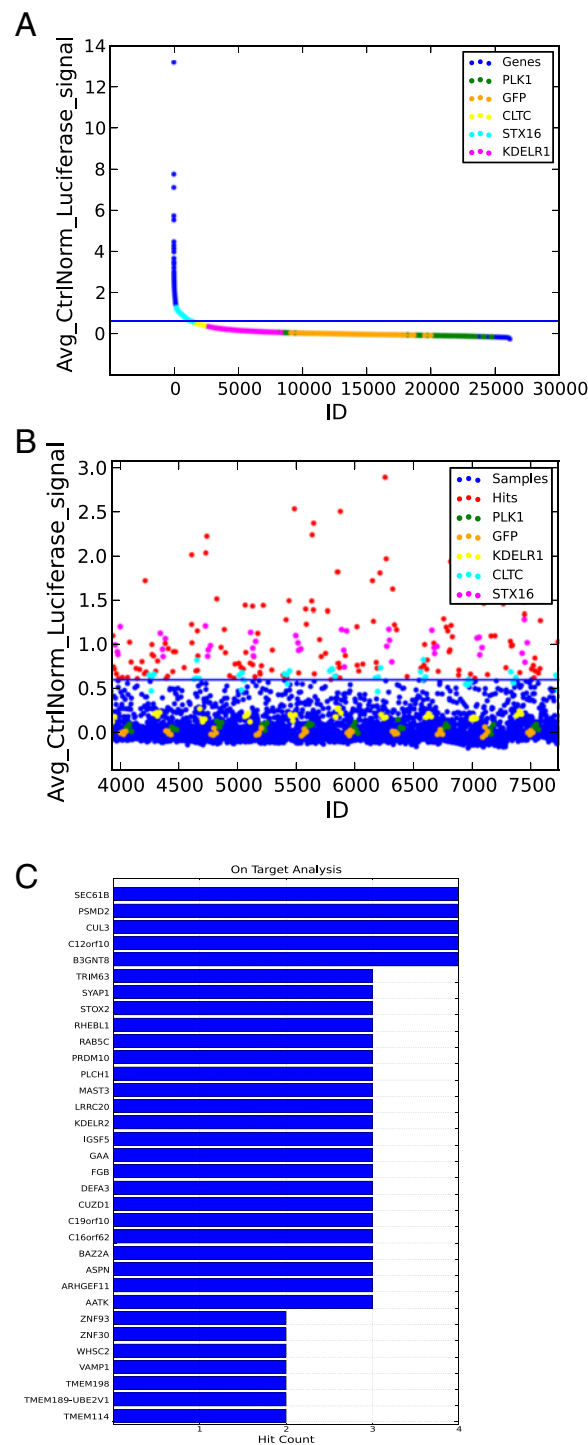 A
Avg_CtrlNorm_Luciferase_signal
14
12
10
8
6
4
2
0
Genes
PLK1
GFP
CLTC
STX16
KDELR1
0 5000 10000 15000 20000 25000 30000
ID
B
Avg_CtrlNorm_Luciferase_signal
3.0
2.5
2.0
1.5
1.0
0.5
0.0
Samples
Hits
PLK1
GFP
KDELR1
CLTC
STX16
4000 4500 5000 5500 6000 6500 7000 7500
ID
C
On Target Analysis
SEC61B
PSMD2
CUL3
C12orf10
B3GNT8
TRIM63
SYAP1
STOX2
RHEBL1
RAB5C
PRDM10
PLCH1
MAST3
LRRC20
KDELR2
IGSF5
GAA
FGB
DEFA3
CUZD1
C19orf10
C16orf62
BAZ2A
ASPN
ARHGEF11
AATK
ZNF93
ZNF30
WHSC2
VAMP1
TMEM198
TMEM189-UBE2V1
TMEM114
1 2 3 4
Hit Count